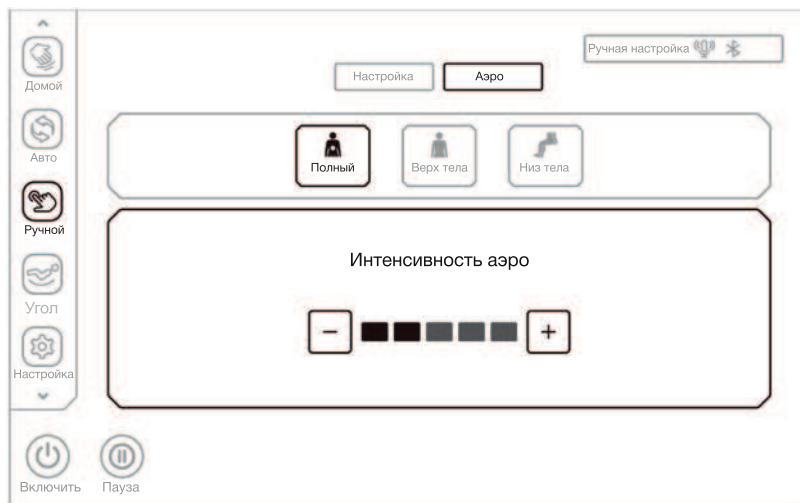 Ручная настройка
Настройка
Аэро
Домой
Авто
Ручной
Угол
Настройка
Полный
Верх тела
Низ тела
Интенсивность аэро
−
+
Включить
Пауза